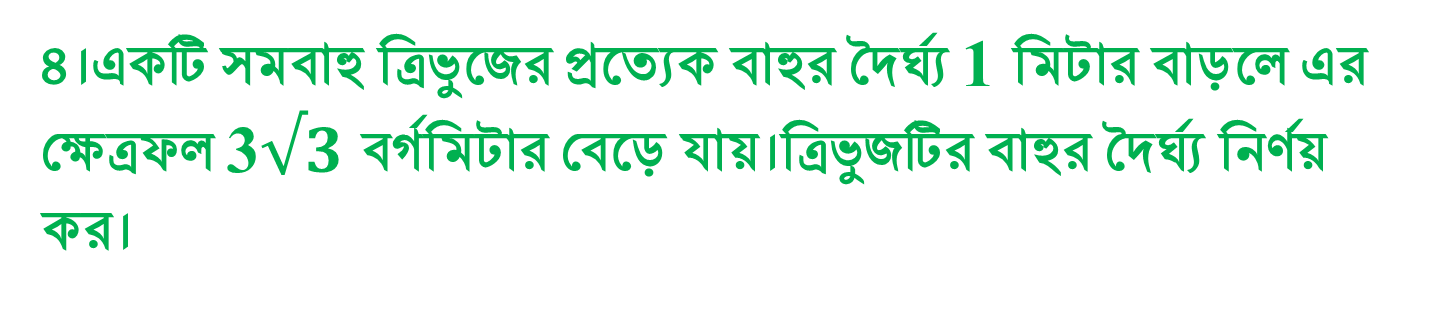 ৪।একটি সমবাহু ত্রিভুজের প্রত্যেক বাহুর দৈর্ঘ্য 1 মিটার বাড়লে এর
ক্ষেত্রফল 3√3 বর্গমিটার বেড়ে যায়।ত্রিভুজটির বাহুর দৈর্ঘ্য নির্ণয়
কর।